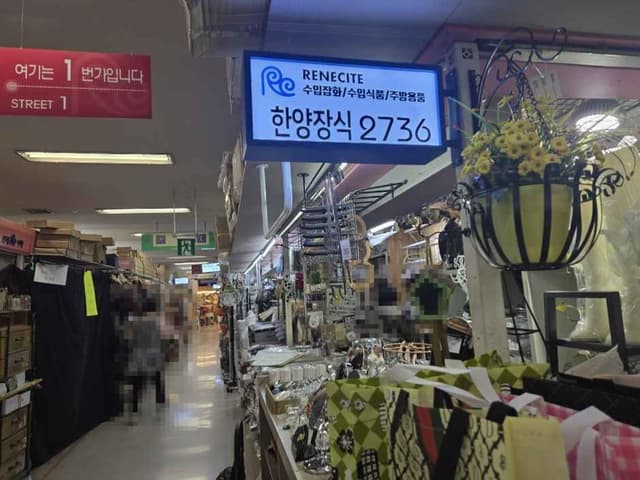 여기는 1 번가입니다
STREET 1
RENECITE
수입잡화/수입식품/주방용품
한양장식 2736